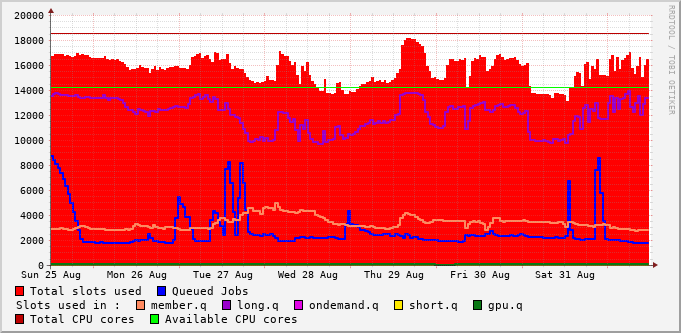 20000
18000
16000
14000
12000
10000
8000
6000
4000
2000
0
Sun 25 Aug Mon 26 Aug Tue 27 Aug Wed 28 Aug Thu 29 Aug Fri 30 Aug Sat 31 Aug
RRDTOOL / TOBI OETIKER
Total slots used Queued Jobs
Slots used in : member.q long.q ondemand.q short.q gpu.q
Total CPU cores Available CPU cores